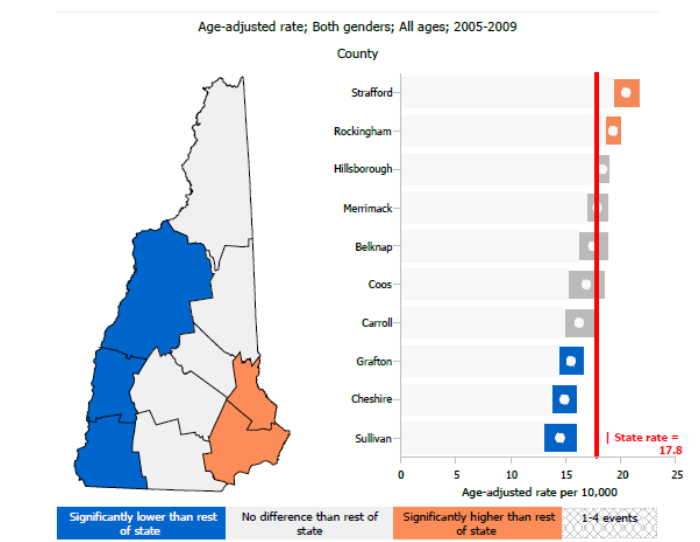 Age-adjusted rate; Both genders; All ages; 2005-2009
County
Strafford
Rockingham
Hillsborough
Merrimack
Belknap
Coos
Carroll
Grafton
Cheshire
Sullivan
| State rate =
17.8
0 5 10 15 20 25
Age-adjusted rate per 10,000
Significantly lower than rest
of state
No difference than rest of
state
Significantly higher than rest
of state
1-4 events